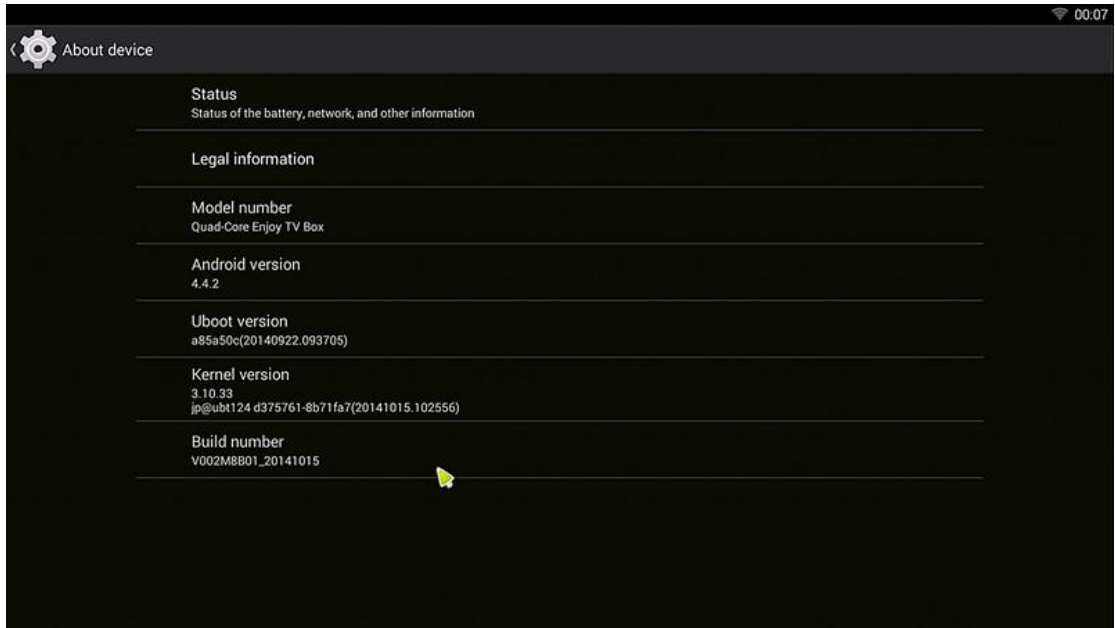 00:07
About device
Status
Status of the battery, network, and other information
Legal information
Model number
Quad-Core Enjoy TV Box
Android version
4.4.2
Uboot version
a85a50c(20140922.093705)
Kernel version
3.10.33
jp@ubt124 d375761-8b71fa7(20141015.102556)
Build number
V002M8B01_20141015